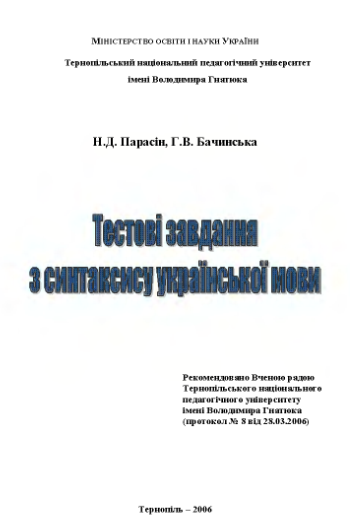 Міністерство освіти і науки України
Тернопільський національний педагогічний університет
імені Володимира Гнатюка
Н.Д. Парасін, Г.В. Бачинська
Тестові завдання
з синтаксису української мови
Рекомендовано Вченою радою
Тернопільського національного
педагогічного університету
імені Володимира Гнатюка
(протокол № 8 від 28.03.2006)
Тернопіль – 2006